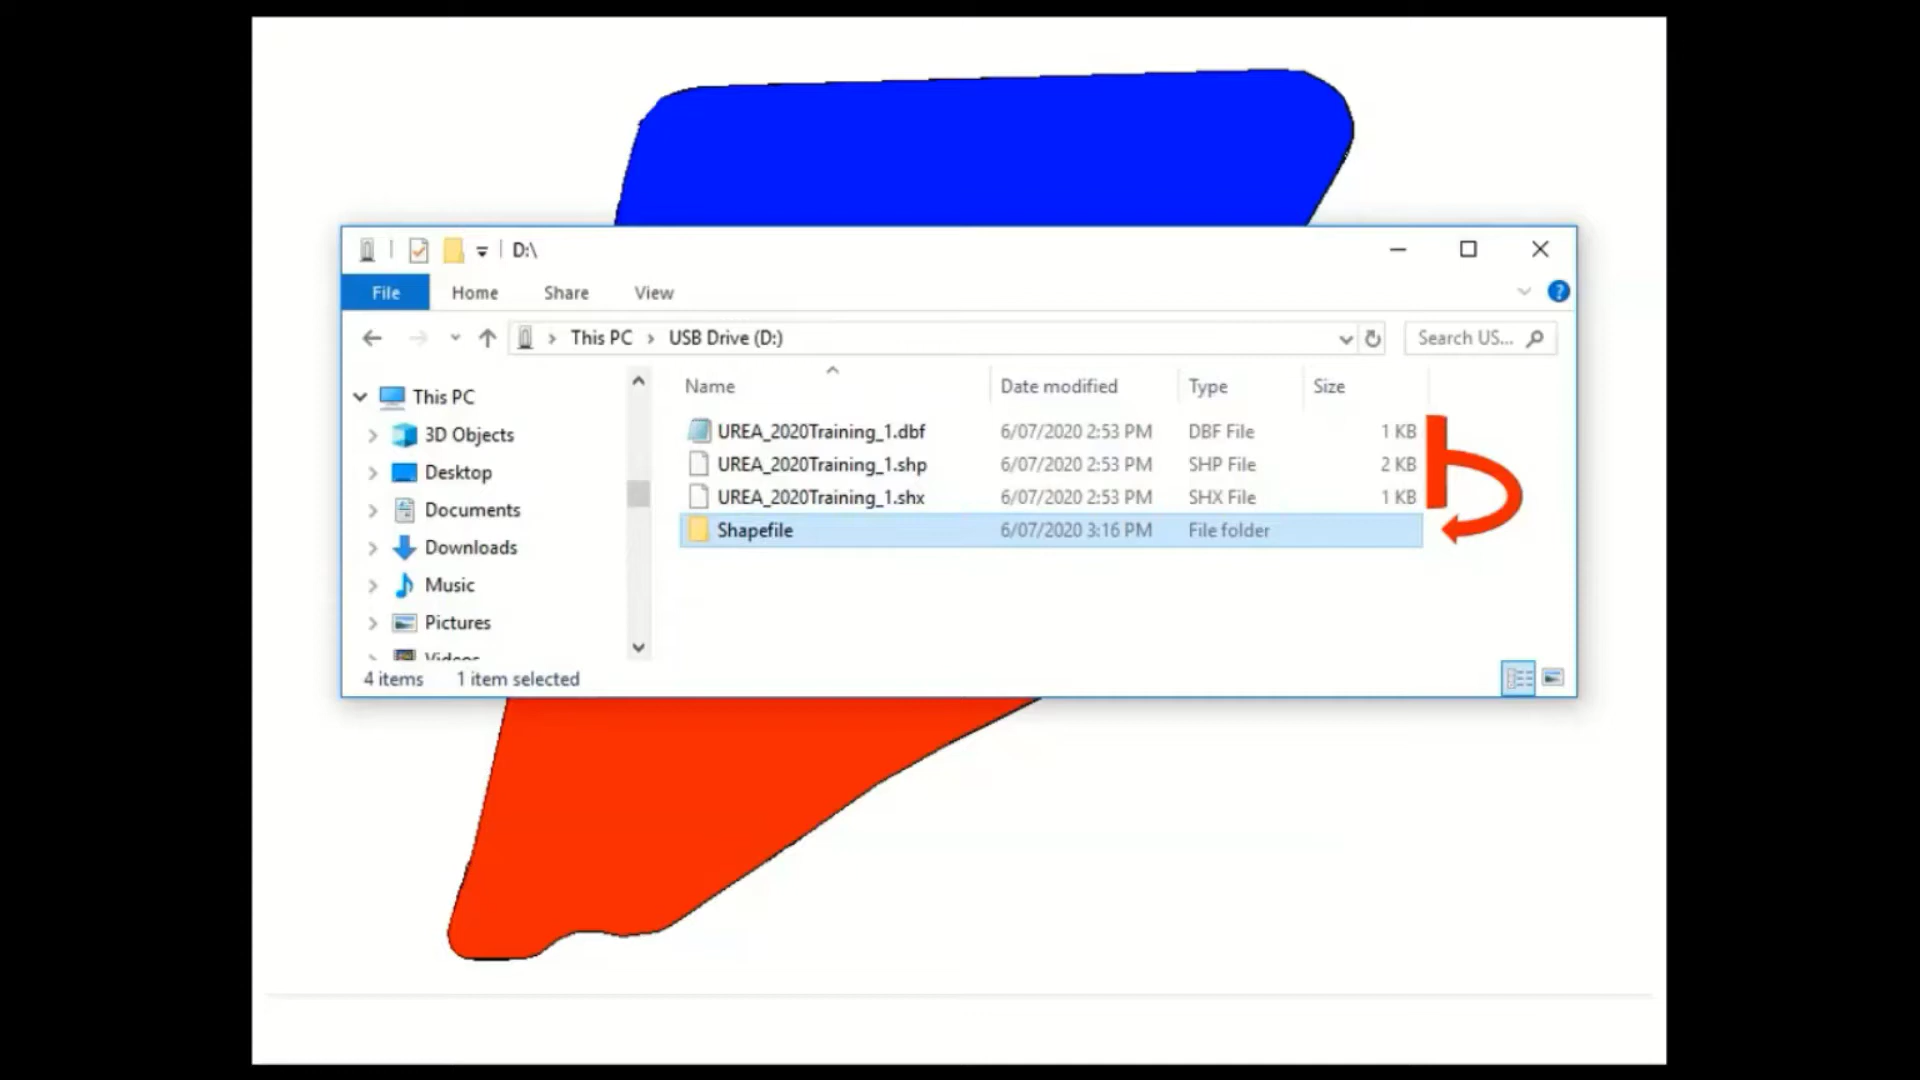 D:\
File Home Share View
This PC USB Drive (D:) Search US...
Name Date modified Type Size
This PC
3D Objects
Desktop
Documents
Downloads
Music
Pictures
Videos
UREA_2020Training_1.dbf 6/07/2020 2:53 PM DBF File 1 KB
UREA_2020Training_1.shp 6/07/2020 2:53 PM SHP File 2 KB
UREA_2020Training_1.shx 6/07/2020 2:53 PM SHX File 1 KB
Shapefile 6/07/2020 3:16 PM File folder
4 items 1 item selected